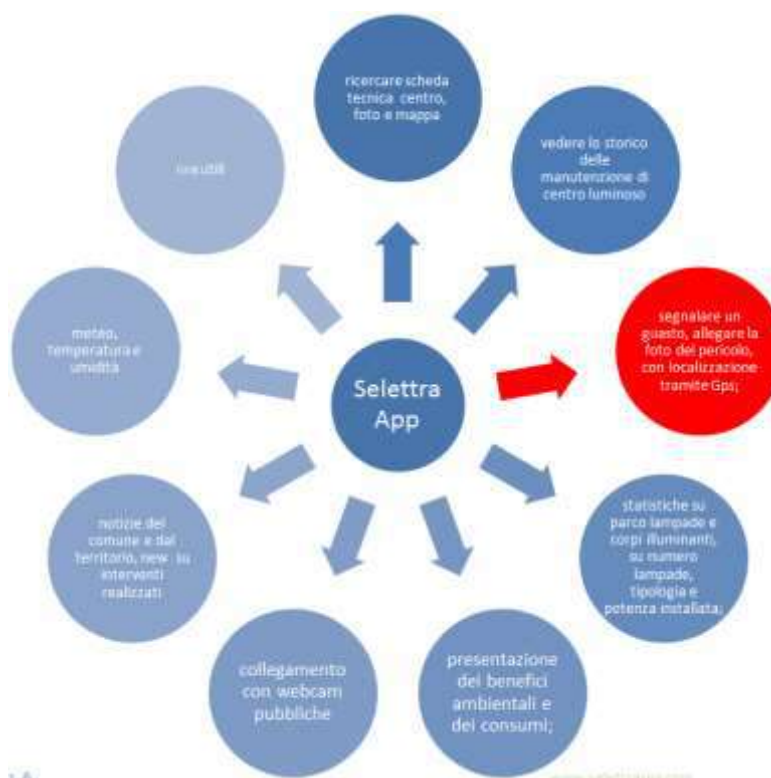 ricercare scheda
tecnica centro,
foto e mappa
vedere lo storico
delle
manutenzione di
centro luminoso
segnalare un
guasto, allegare la
foto del pericolo,
con localizzazione
tramite Gps;
statistiche su
parco lampade e
corpi illuminanti,
su numero
lampade,
tipologia e
potenza installata;
presentazione
dei benefici
ambientali e
dei consumi;
collegamento
con webcam
pubbliche
notizie del
comune e dal
territorio, new su
interventi
realizzati
meteo,
temperatura e
umidità
utili
Selettra
App